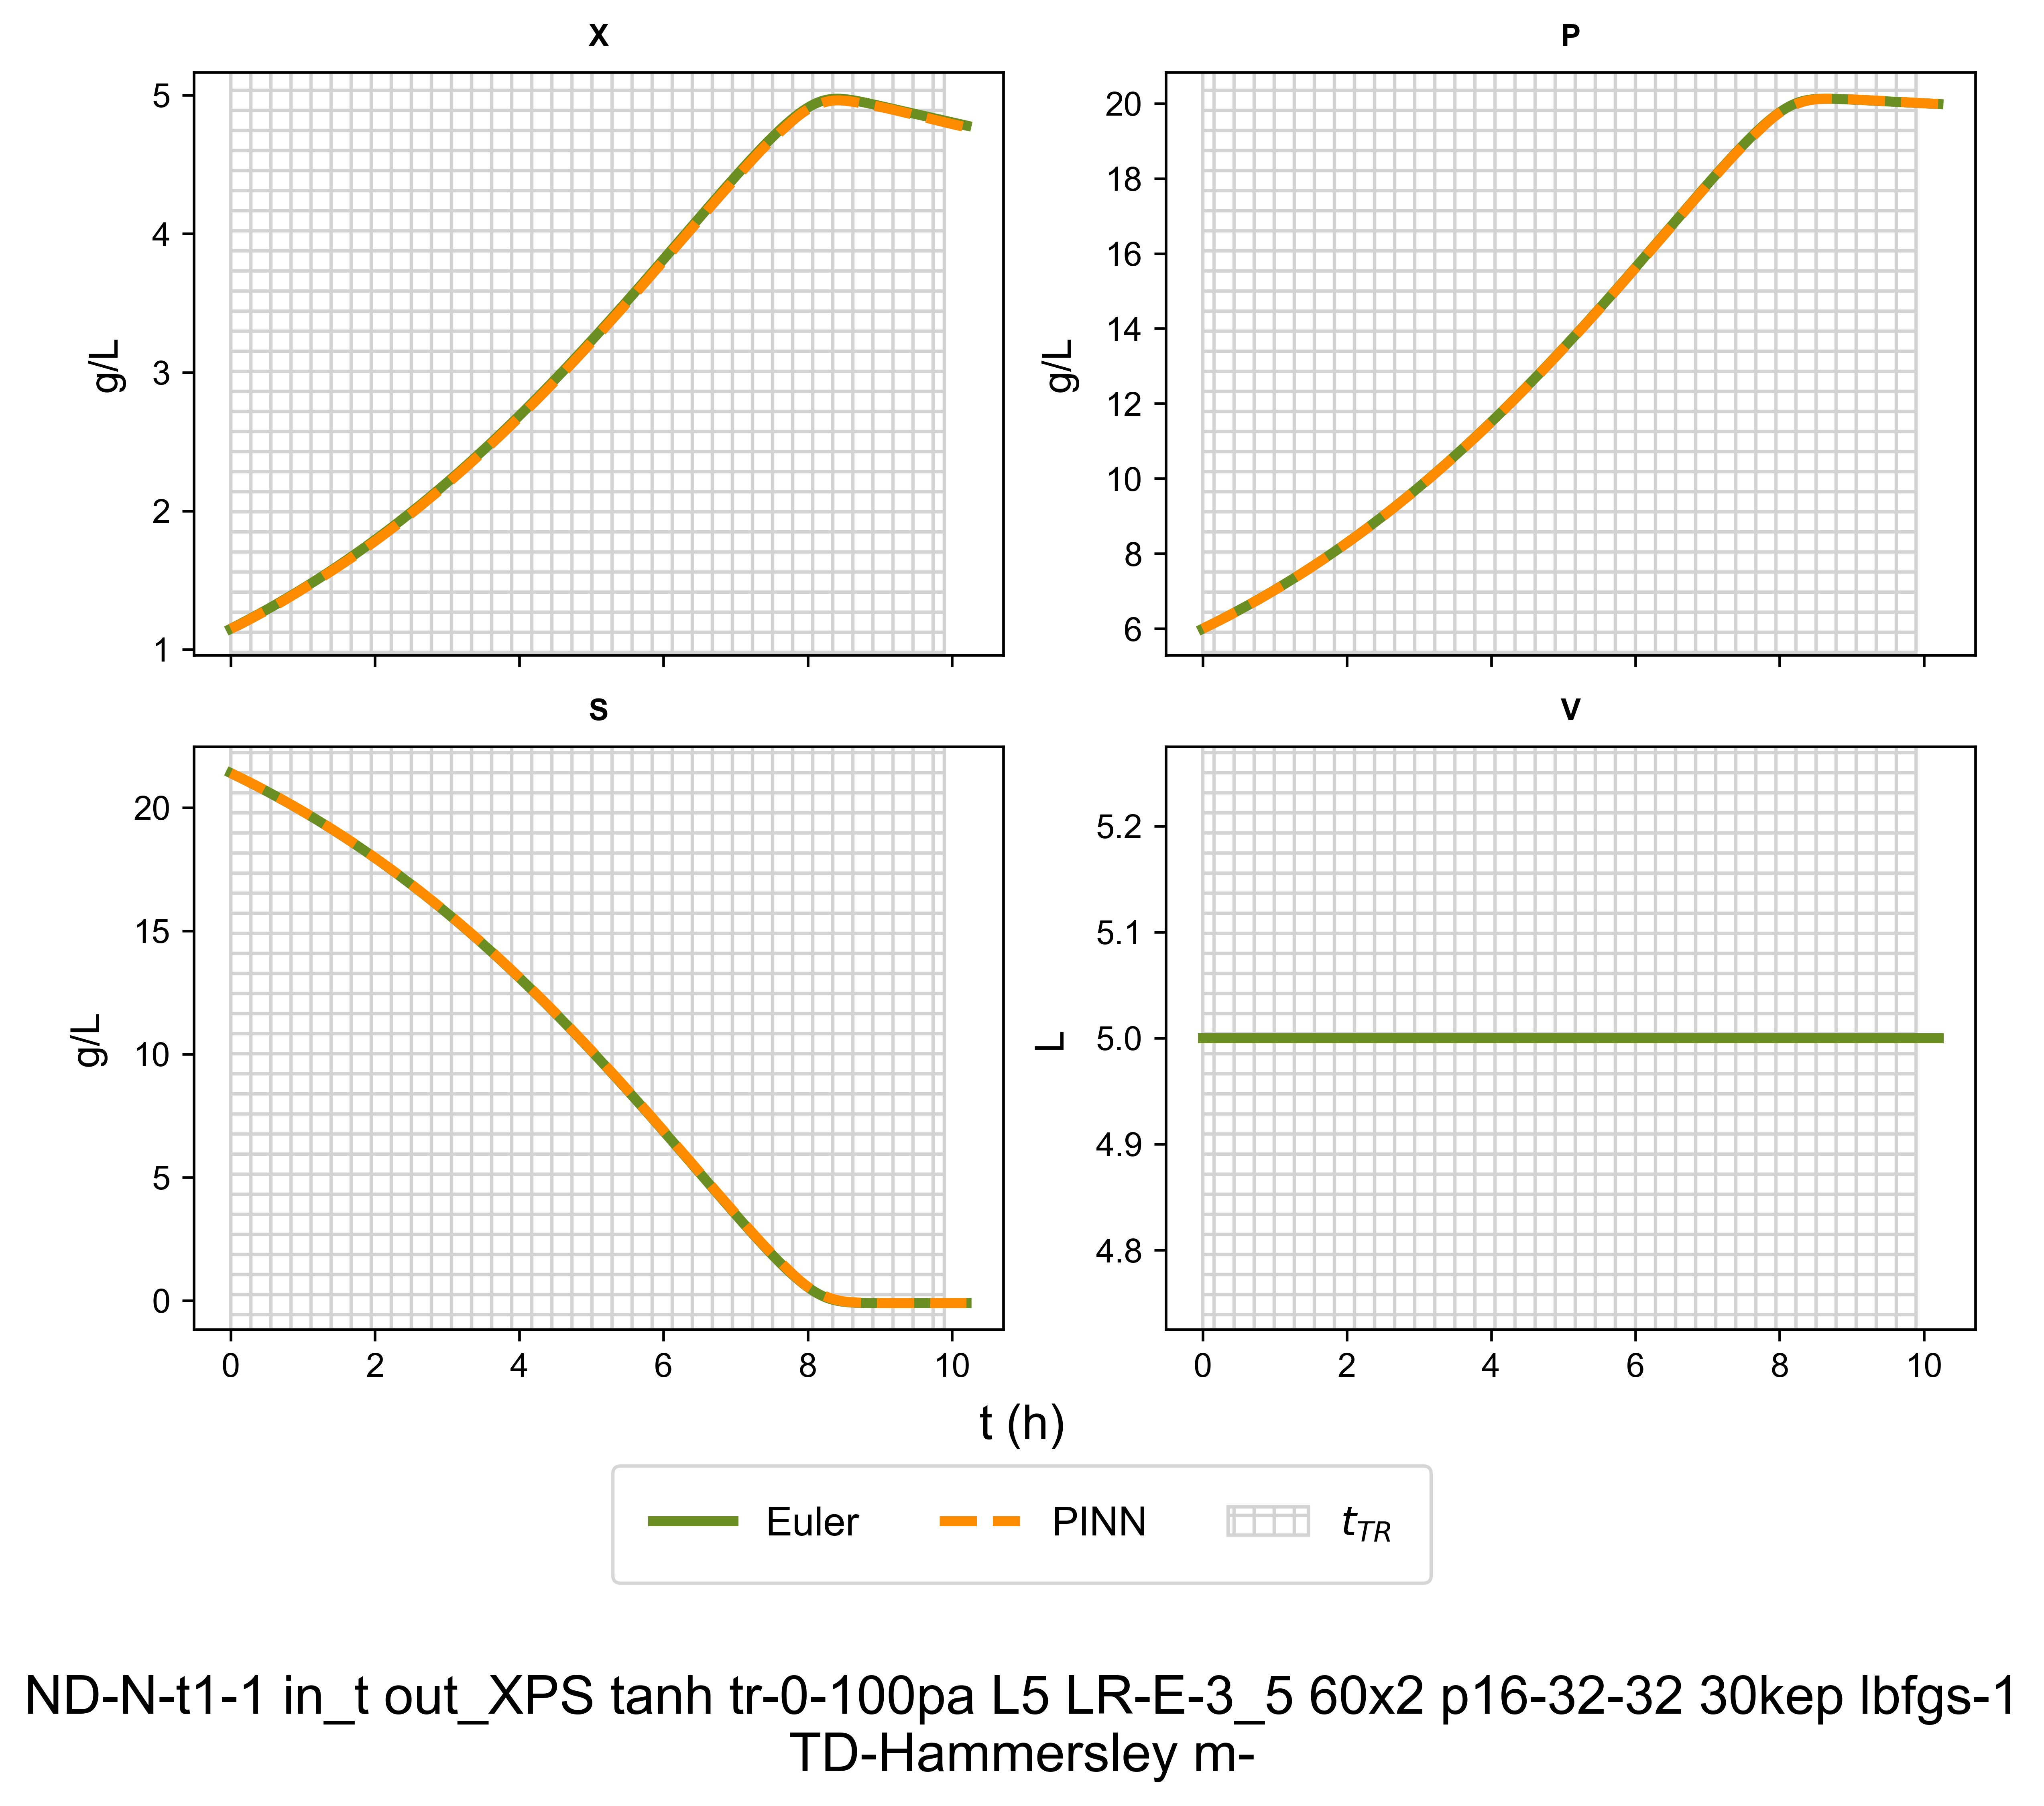 X
5
4
3
2
1
g/L
P
20
18
16
14
12
10
8
6
g/L
S
20
15
10
5
0
g/L
0 2 4 6 8 10
V
5.2
5.1
5.0
4.9
4.8
L
0 2 4 6 8 10
t (h)
Euler PINN t_TR
ND-N-t1-1 in_t out_XPS tanh tr-0-100pa L5 LR-E-3_5 60x2 p16-32-32 30kep lbfgs-1
TD-Hammersley m-